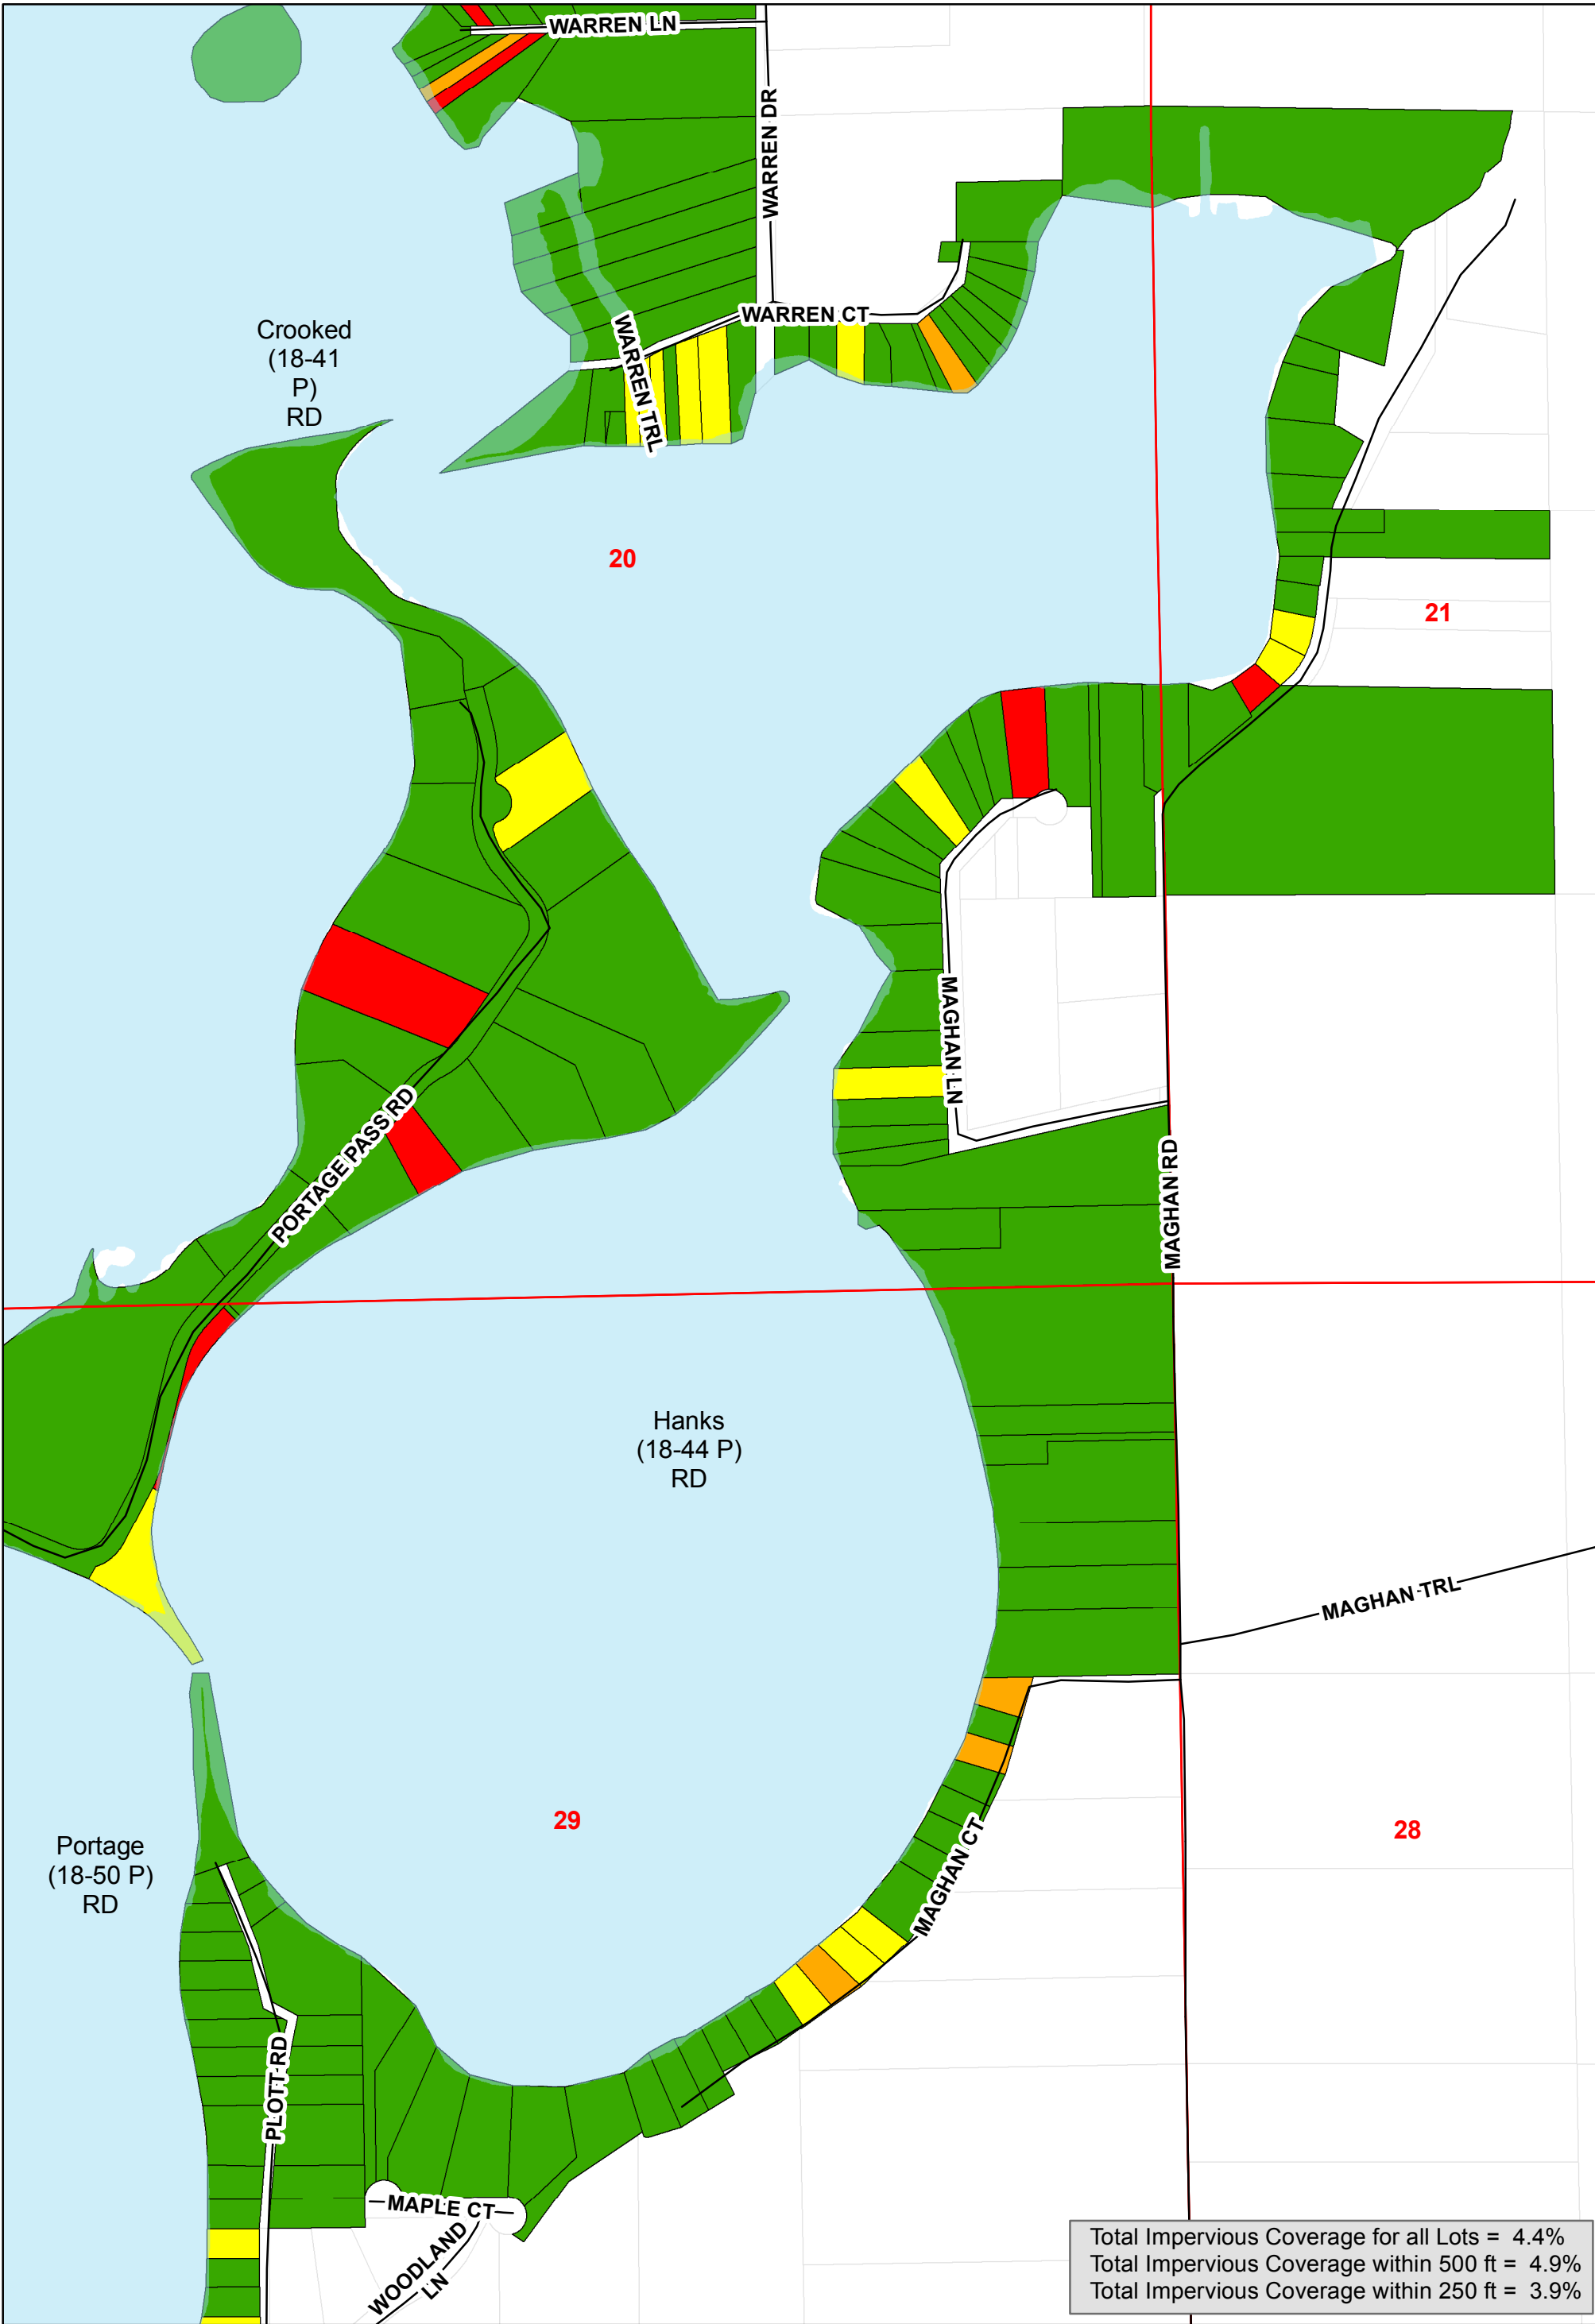 WARREN LN
WARREN DR
WARREN CT
WARREN TRL
Crooked
(18-41
P)
RD
20
21
MAGHAN LN
PORTAGE PASS RD
MAGHAN RD
Hanks
(18-44 P)
RD
MAGHAN TRL
29
28
Portage
(18-50 P)
RD
MAGHAN CT
PLOTT RD
MAPLE CT
WOODLAND
LN
Total Impervious Coverage for all Lots = 4.4%
Total Impervious Coverage within 500 ft = 4.9%
Total Impervious Coverage within 250 ft = 3.9%